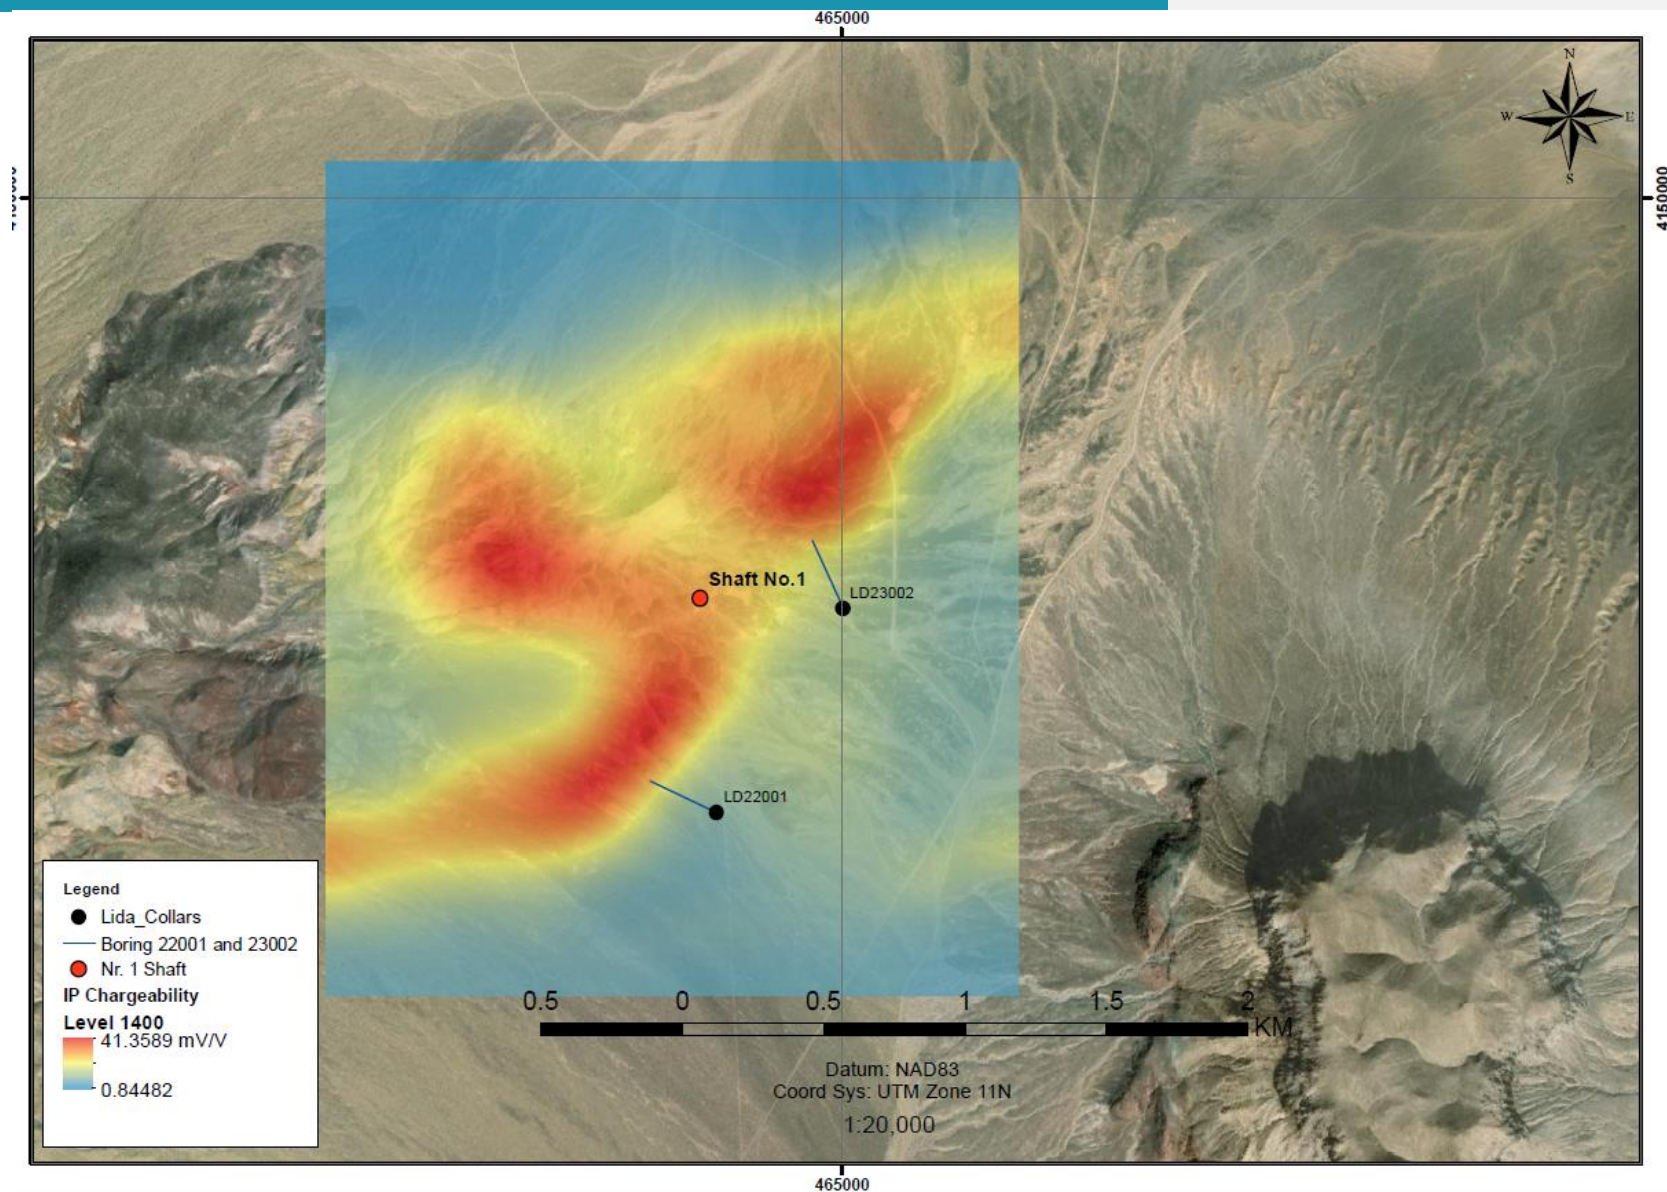 465000
N
W
E
S
4150000
Shaft No.1
LD23002
LD22001
Legend
Lida_Collars
Boring 22001 and 23002
Nr. 1 Shaft
IP Chargeability
Level 1400
41.3589 mV/V
0.84482
0.5 0 0.5 1 1.5 2
KM
Datum: NAD83
Coord Sys: UTM Zone 11N
1:20,000
465000